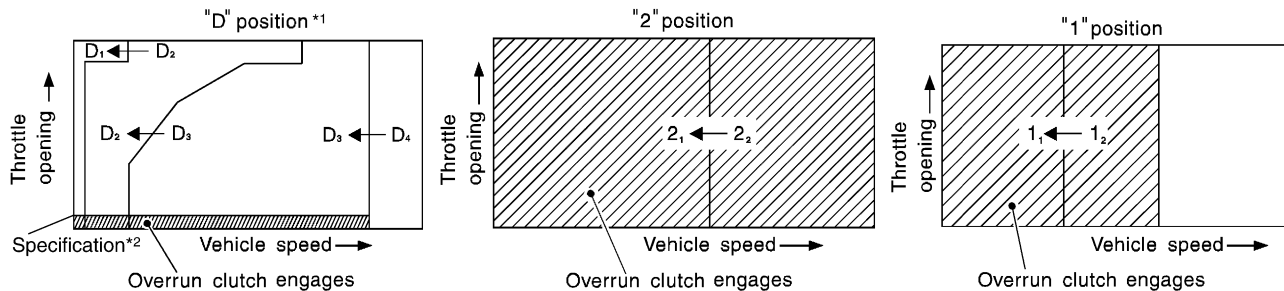 "D" position *1
D₁ ← D₂
D₂ ← D₃
D₃ ← D₄
Throttle
opening →
Specification*2
Vehicle speed →
Overrun clutch engages
"2" position
2₁ ← 2₂
Throttle
opening →
Vehicle speed →
Overrun clutch engages
"1" position
1₁ ← 1₂
Throttle
opening →
Vehicle speed →
Overrun clutch engages